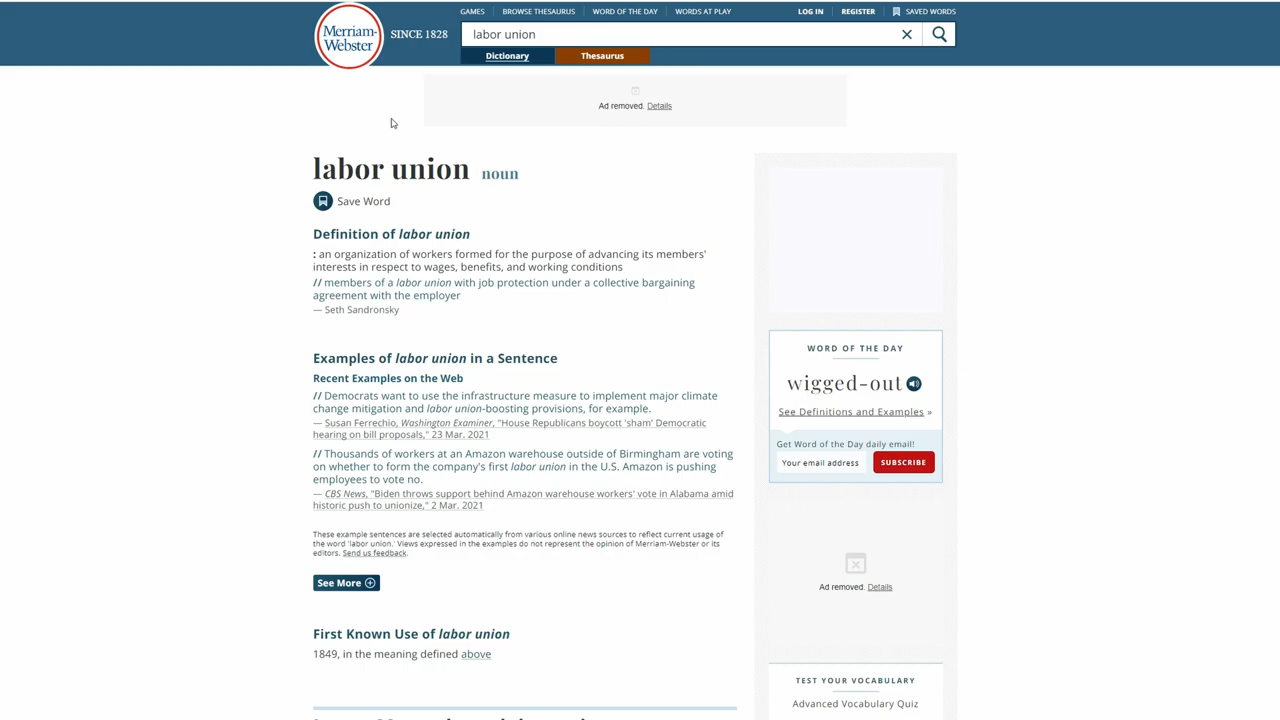 GAMES BROWSE THESAURUS WORD OF THE DAY WORDS AT PLAY LOG IN REGISTER SAVED WORDS
Merriam-
Webster
SINCE 1828
labor union
Dictionary Thesaurus
Ad removed. Details
labor union noun
Save Word
Definition of labor union
: an organization of workers formed for the purpose of advancing its members'
interests in respect to wages, benefits, and working conditions
// members of a labor union with job protection under a collective bargaining
agreement with the employer
— Seth Sandronsky
Examples of labor union in a Sentence
Recent Examples on the Web
// Democrats want to use the infrastructure measure to implement major climate
change mitigation and labor union-boosting provisions, for example.
— Susan Ferrechio, Washington Examiner, "House Republicans boycott 'sham' Democratic
hearing on bill proposals," 23 Mar. 2021
// Thousands of workers at an Amazon warehouse outside of Birmingham are voting
on whether to form the company's first labor union in the U.S. Amazon is pushing
employees to vote no.
— CBS News, "Biden throws support behind Amazon warehouse workers' vote in Alabama amid
historic push to unionize," 2 Mar. 2021
These example sentences are selected automatically from various online news sources to reflect current usage of
the word 'labor union.' Views expressed in the examples do not represent the opinion of Merriam-Webster or its
editors. Send us feedback.
See More
First Known Use of labor union
1849, in the meaning defined above
WORD OF THE DAY
wigged-out
See Definitions and Examples »
Get Word of the Day daily email!
Your email address SUBSCRIBE
Ad removed. Details
TEST YOUR VOCABULARY
Advanced Vocabulary Quiz